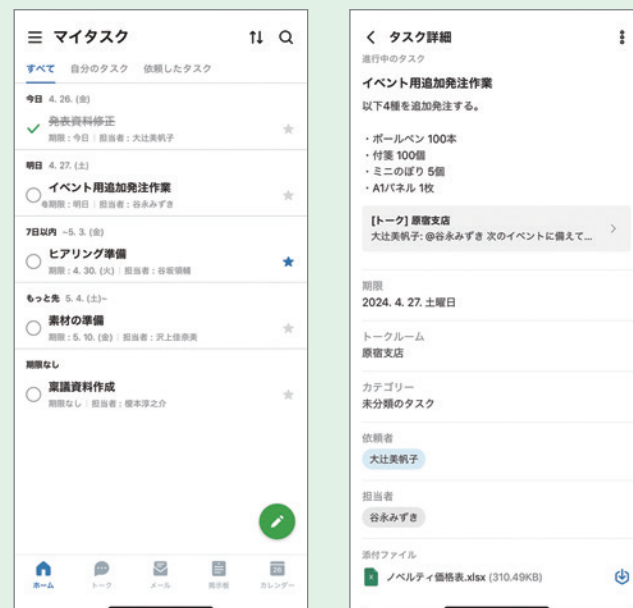 マイタスク
すべて 自分のタスク 依頼したタスク
今日 4. 26. (金)
発表資料修正
期限：今日 | 担当者：大辻美帆子
明日 4. 27. (土)
イベント用追加発注作業
期限：明日 | 担当者：谷永みずき
7日以内 ~5. 3. (金)
ヒアリング準備
期限：4. 30. (火) | 担当者：谷坂領輔
もっと先 5. 4. (土)~
素材の準備
期限：5. 10. (金) | 担当者：沢上佳奈美
期限なし
稟議資料作成
期限なし | 担当者：榎本淳之介
ホーム トーク メール 掲示板 カレンダー
26
タスク詳細
進行中のタスク
イベント用追加発注作業
以下4種を追加発注する。
・ボールペン 100本
・付箋 100個
・ミニのぼり 5個
・A1パネル 1枚
[トーク] 原宿支店
大辻美帆子: @谷永みずき 次のイベントに備えて...
期限
2024. 4. 27. 土曜日
トークルーム
原宿支店
カテゴリー
未分類のタスク
依頼者
大辻美帆子
担当者
谷永みずき
添付ファイル
ノベルティ価格表.xlsx (310.49KB)